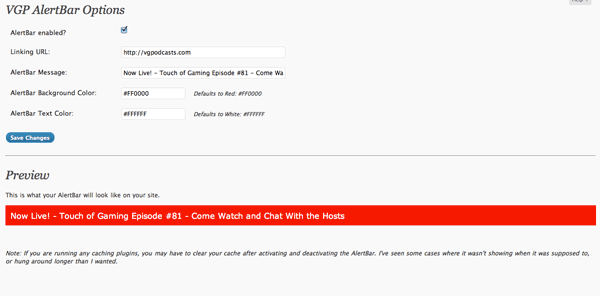 Help
VGP AlertBar Options
AlertBar enabled?
Linking URL: http://vgpodcasts.com
AlertBar Message: Now Live! - Touch of Gaming Episode #81 - Come Wa
AlertBar Background Color: #FF0000 Defaults to Red: #FF0000
AlertBar Text Color: #FFFFFF Defaults to White: #FFFFFF
Save Changes
Preview
This is what your AlertBar will look like on your site.
Now Live! - Touch of Gaming Episode #81 - Come Watch and Chat With the Hosts
Note: If you are running any caching plugins, you may have to clear your cache after activating and deactivating the AlertBar. I've seen some cases where it wasn't showing when it was supposed to,
or hung around longer than I wanted.